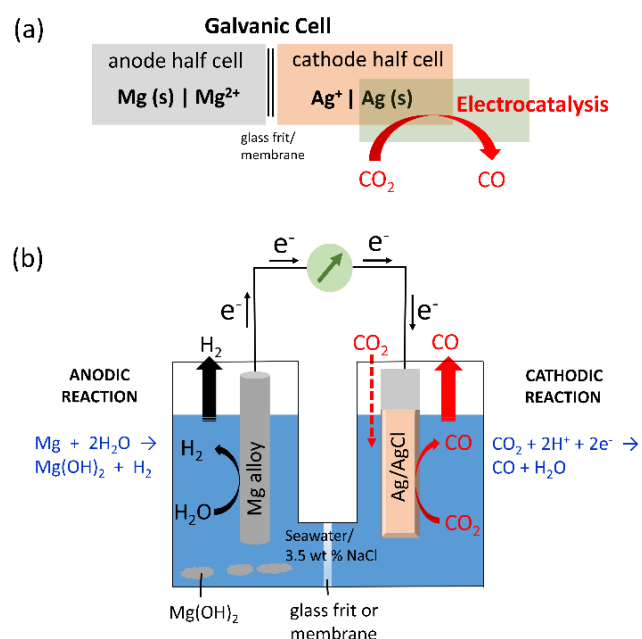 (a)
Galvanic Cell
anode half cell
Mg (s) | Mg²⁺
cathode half cell
Ag⁺ | Ag (s)
Electrocatalysis
glass frit/
membrane
CO₂
CO
(b)
e⁻
e⁻
e⁻
e⁻
H₂
CO₂
CO
ANODIC
REACTION
Mg + 2H₂O →
Mg(OH)₂ + H₂
H₂
H₂O
Mg alloy
Ag/AgCl
CO
CO₂
CATHODIC
REACTION
CO₂ + 2H⁺ + 2e⁻ →
CO + H₂O
Seawater/
3.5 wt % NaCl
Mg(OH)₂
glass frit or
membrane